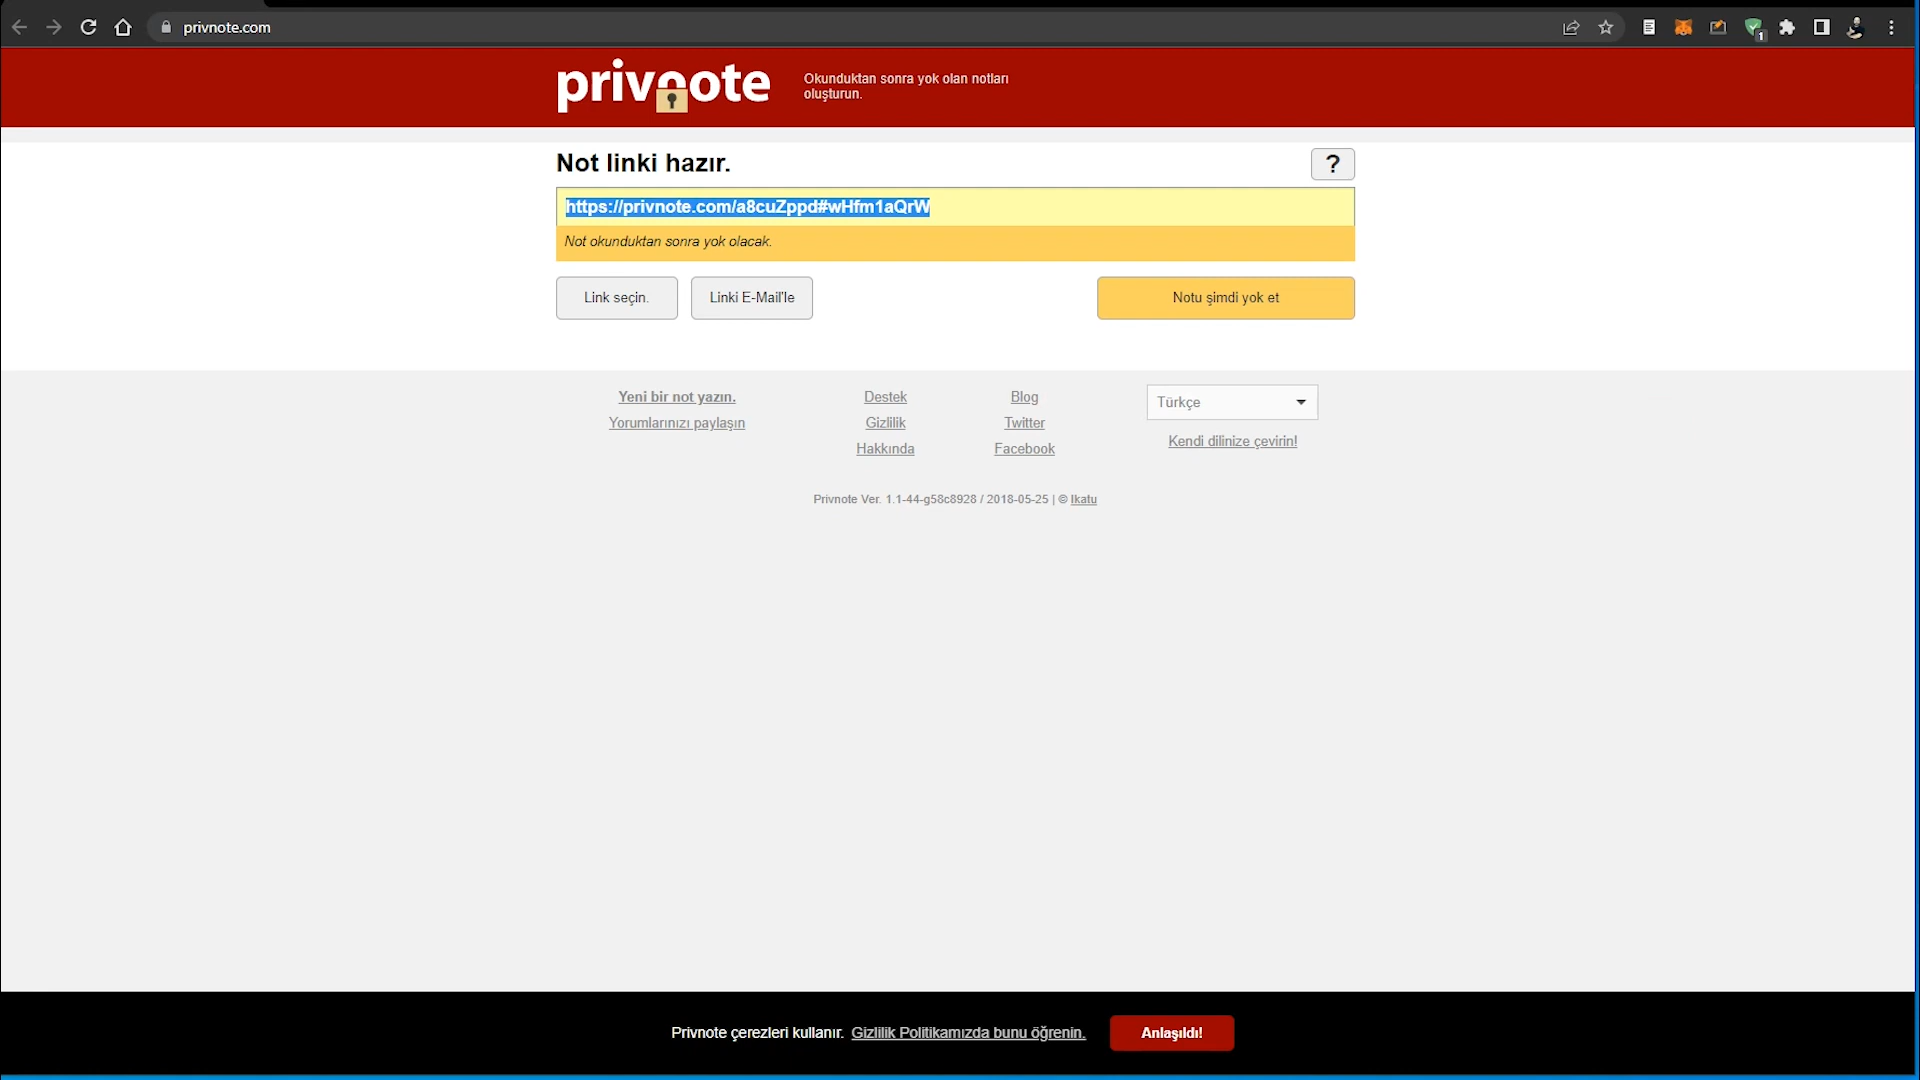 privnote.com
1
privnote
Okunduktan sonra yok olan notları
oluşturun.
Not linki hazır.
?
https://privnote.com/a8cuZppd#wHfm1aQrW
Not okunduktan sonra yok olacak.
Link seçin.
Linki E-Mail'le
Notu şimdi yok et
Yeni bir not yazın.
Yorumlarınızı paylaşın
Destek
Gizlilik
Hakkında
Blog
Twitter
Facebook
Türkçe
Kendi dilinize çevirin!
Privnote Ver. 1.1-44-g58c8928 / 2018-05-25 | © Ikatu
Privnote çerezleri kullanır. Gizlilik Politikamızda bunu öğrenin.
Anlaşıldı!